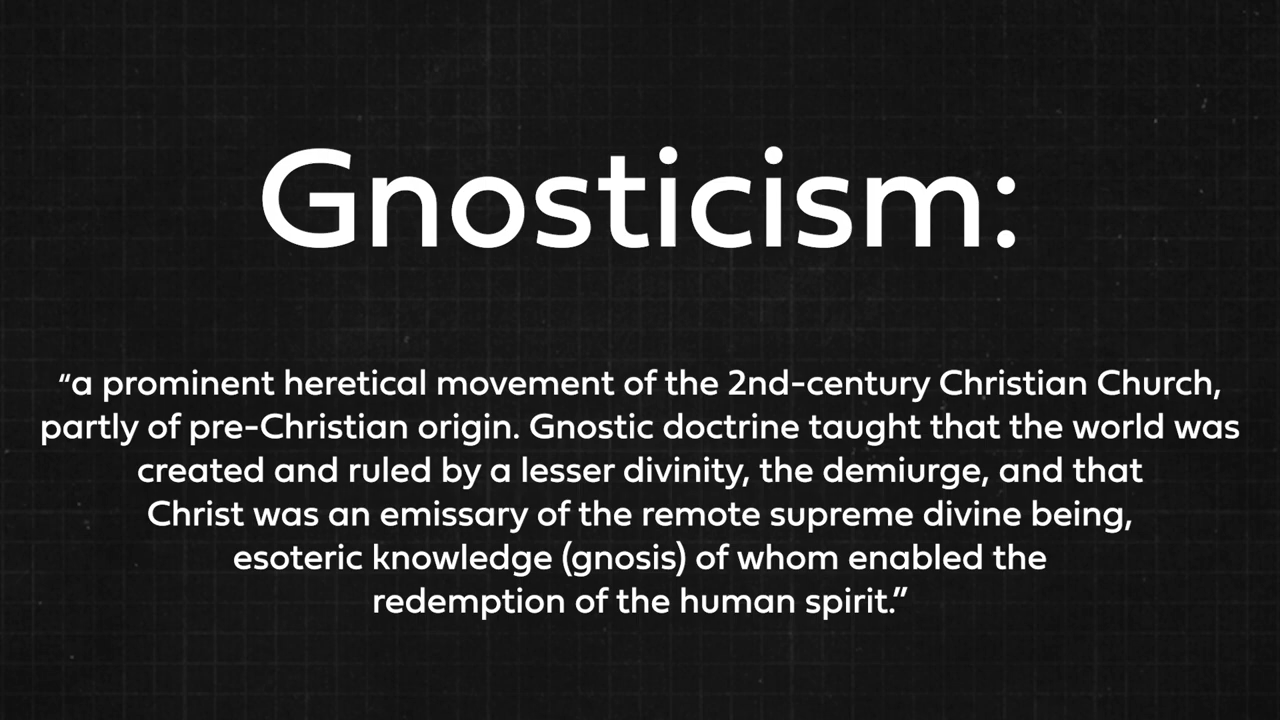 Gnosticism:
“a prominent heretical movement of the 2nd-century Christian Church,
partly of pre-Christian origin. Gnostic doctrine taught that the world was
created and ruled by a lesser divinity, the demiurge, and that
Christ was an emissary of the remote supreme divine being,
esoteric knowledge (gnosis) of whom enabled the
redemption of the human spirit.”